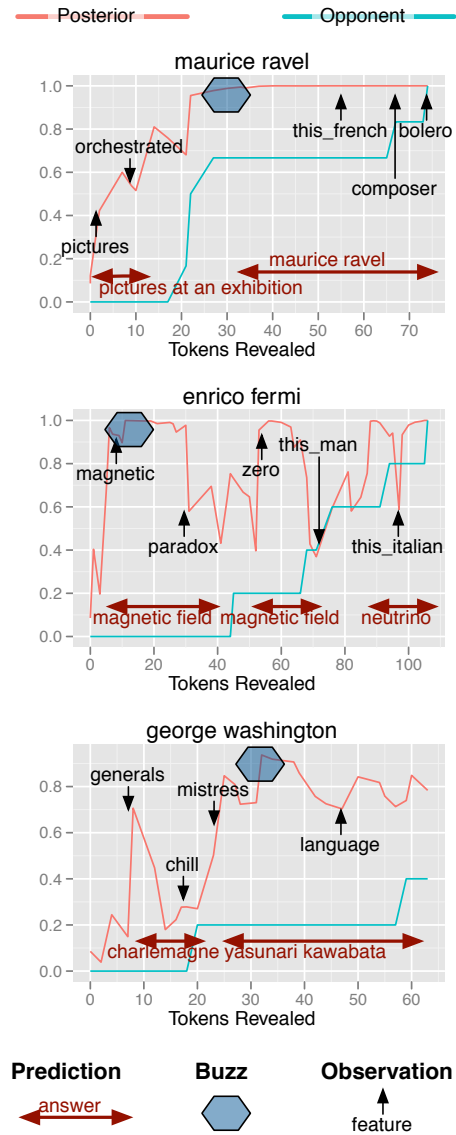 Posterior Opponent
maurice ravel
1.0
0.8
0.6
0.4
0.2
0.0
orchestrated
this_french bolero
composer
pictures
maurice ravel
pictures at an exhibition
0 10 20 30 40 50 60 70
Tokens Revealed
enrico fermi
1.0
0.8
0.6
0.4
0.2
0.0
this_man
magnetic
zero
paradox
this_italian
magnetic field magnetic field neutrino
0 20 40 60 80 100
Tokens Revealed
george washington
0.8
0.6
0.4
0.2
0.0
generals
mistress
chill
language
charlemagne yasunari kawabata
0 10 20 30 40 50 60
Tokens Revealed
Prediction Buzz Observation
answer
feature